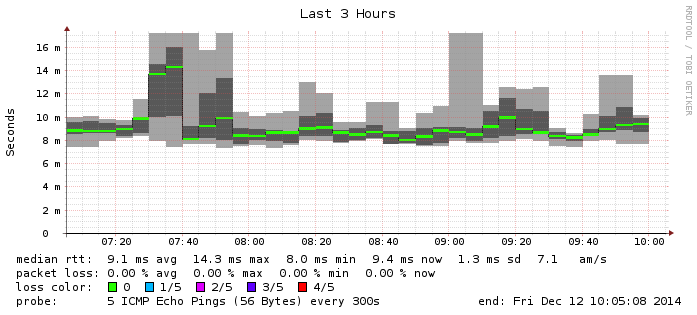 Last 3 Hours
RRDTOOL / TOBI OETIKER
Seconds
16 m
14 m
12 m
10 m
8 m
6 m
4 m
2 m
0
07:20 07:40 08:00 08:20 08:40 09:00 09:20 09:40 10:00
median rtt: 9.1 ms avg 14.3 ms max 8.0 ms min 9.4 ms now 1.3 ms sd 7.1 am/s
packet loss: 0.00 % avg 0.00 % max 0.00 % min 0.00 % now
loss color: 0 1/5 2/5 3/5 4/5
probe: 5 ICMP Echo Pings (56 Bytes) every 300s end: Fri Dec 12 10:05:08 2014